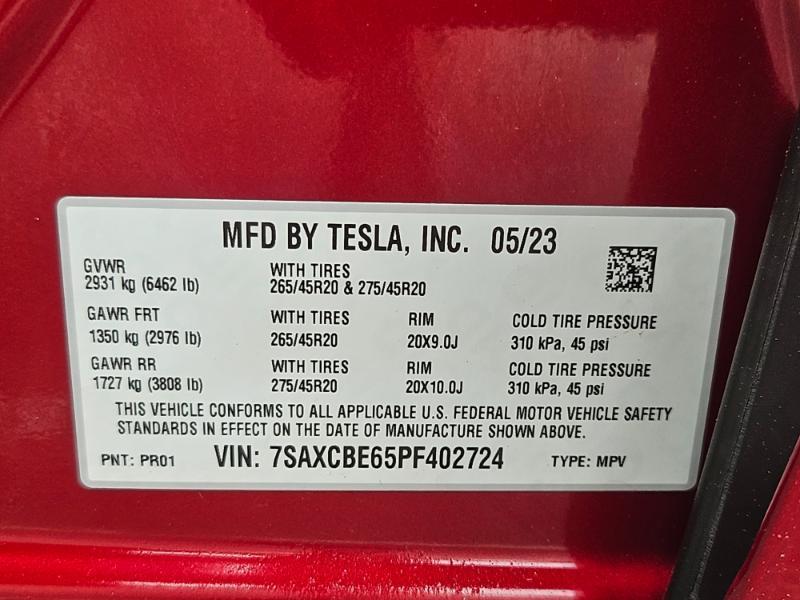 MFD BY TESLA, INC. 05/23
GVWR WITH TIRES
2931 kg (6462 lb) 265/45R20 & 275/45R20
GAWR FRT WITH TIRES RIM COLD TIRE PRESSURE
1350 kg (2976 lb) 265/45R20 20X9.0J 310 kPa, 45 psi
GAWR RR WITH TIRES RIM COLD TIRE PRESSURE
1727 kg (3808 lb) 275/45R20 20X10.0J 310 kPa, 45 psi
THIS VEHICLE CONFORMS TO ALL APPLICABLE U.S. FEDERAL MOTOR VEHICLE SAFETY
STANDARDS IN EFFECT ON THE DATE OF MANUFACTURE SHOWN ABOVE.
PNT: PR01 VIN: 7SAXCBE65PF402724 TYPE: MPV